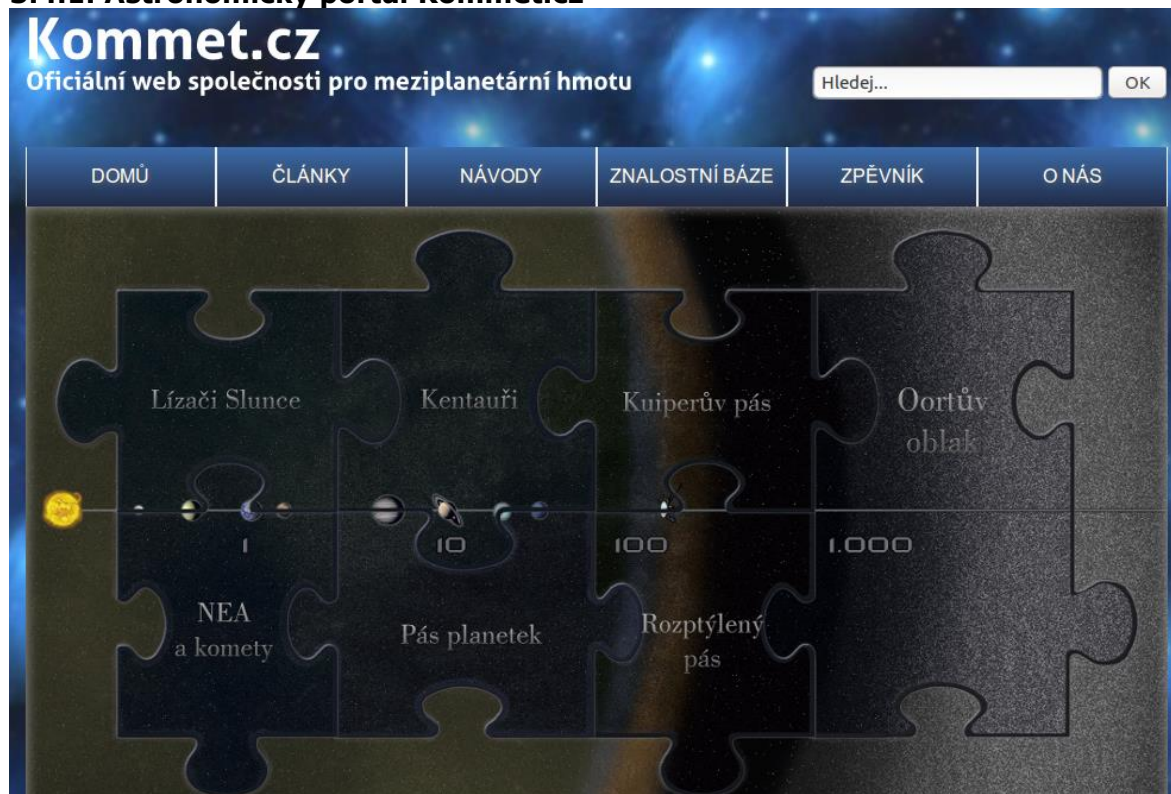 Kommet.cz
Oficiální web společnosti pro meziplanetární hmotu
Hledej...
OK
DOMŮ
ČLÁNKY
NÁVODY
ZNALOSTNÍ BÁZE
ZPĚVNÍK
O NÁS
Lízači Slunce
Kentauři
Kuiperův pás
Oortův
oblak
1
10
100
1.000
NEA
a komety
Pás planetek
Rozptýlený
pás